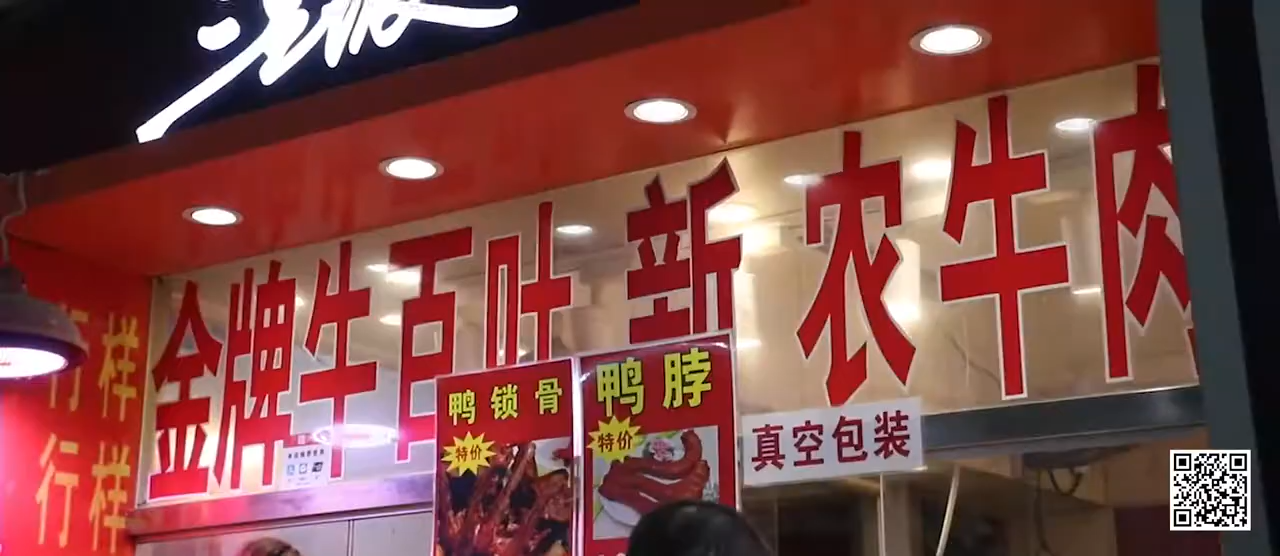 金牌牛百叶 新农牛肉
鸭锁骨
特价
鸭脖
特价
真空包装
行样
行样